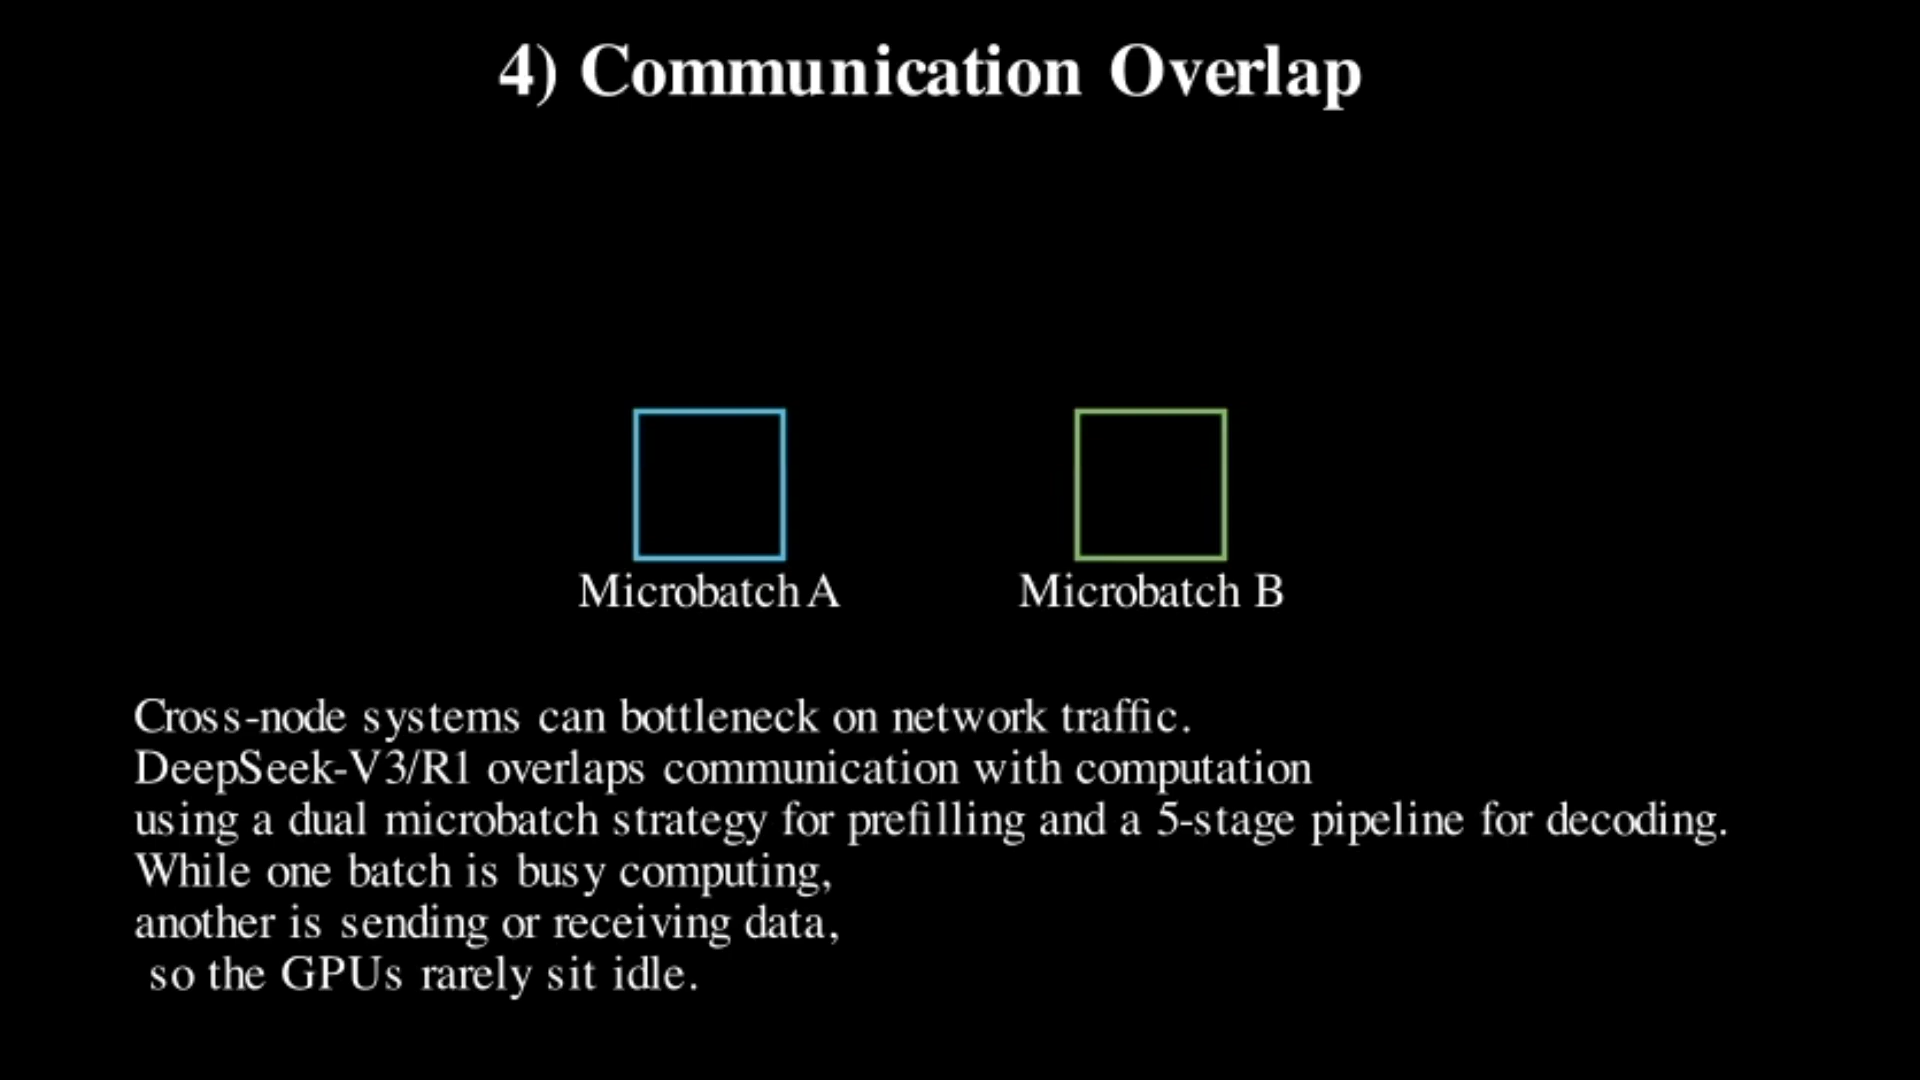 4) Communication Overlap
Microbatch A
Microbatch B
Cross-node systems can bottleneck on network traffic.
DeepSeek-V3/R1 overlaps communication with computation
using a dual microbatch strategy for prefilling and a 5-stage pipeline for decoding.
While one batch is busy computing,
another is sending or receiving data,
so the GPUs rarely sit idle.